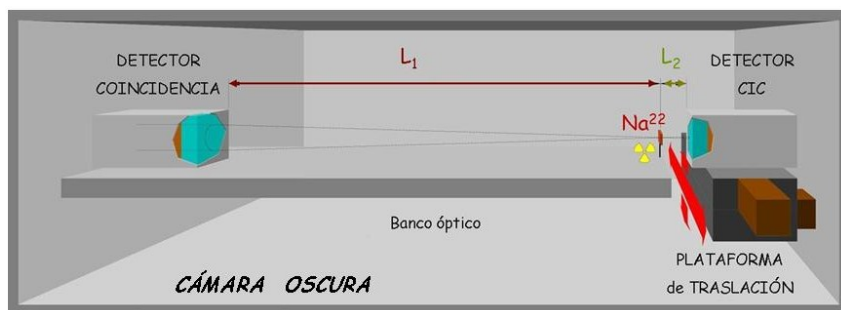 DETECTOR
COINCIDENCIA
L₁
L₂
DETECTOR
CIC
Na²²
Banco óptico
PLATAFORMA
de TRASLACIÓN
CÁMARA OSCURA